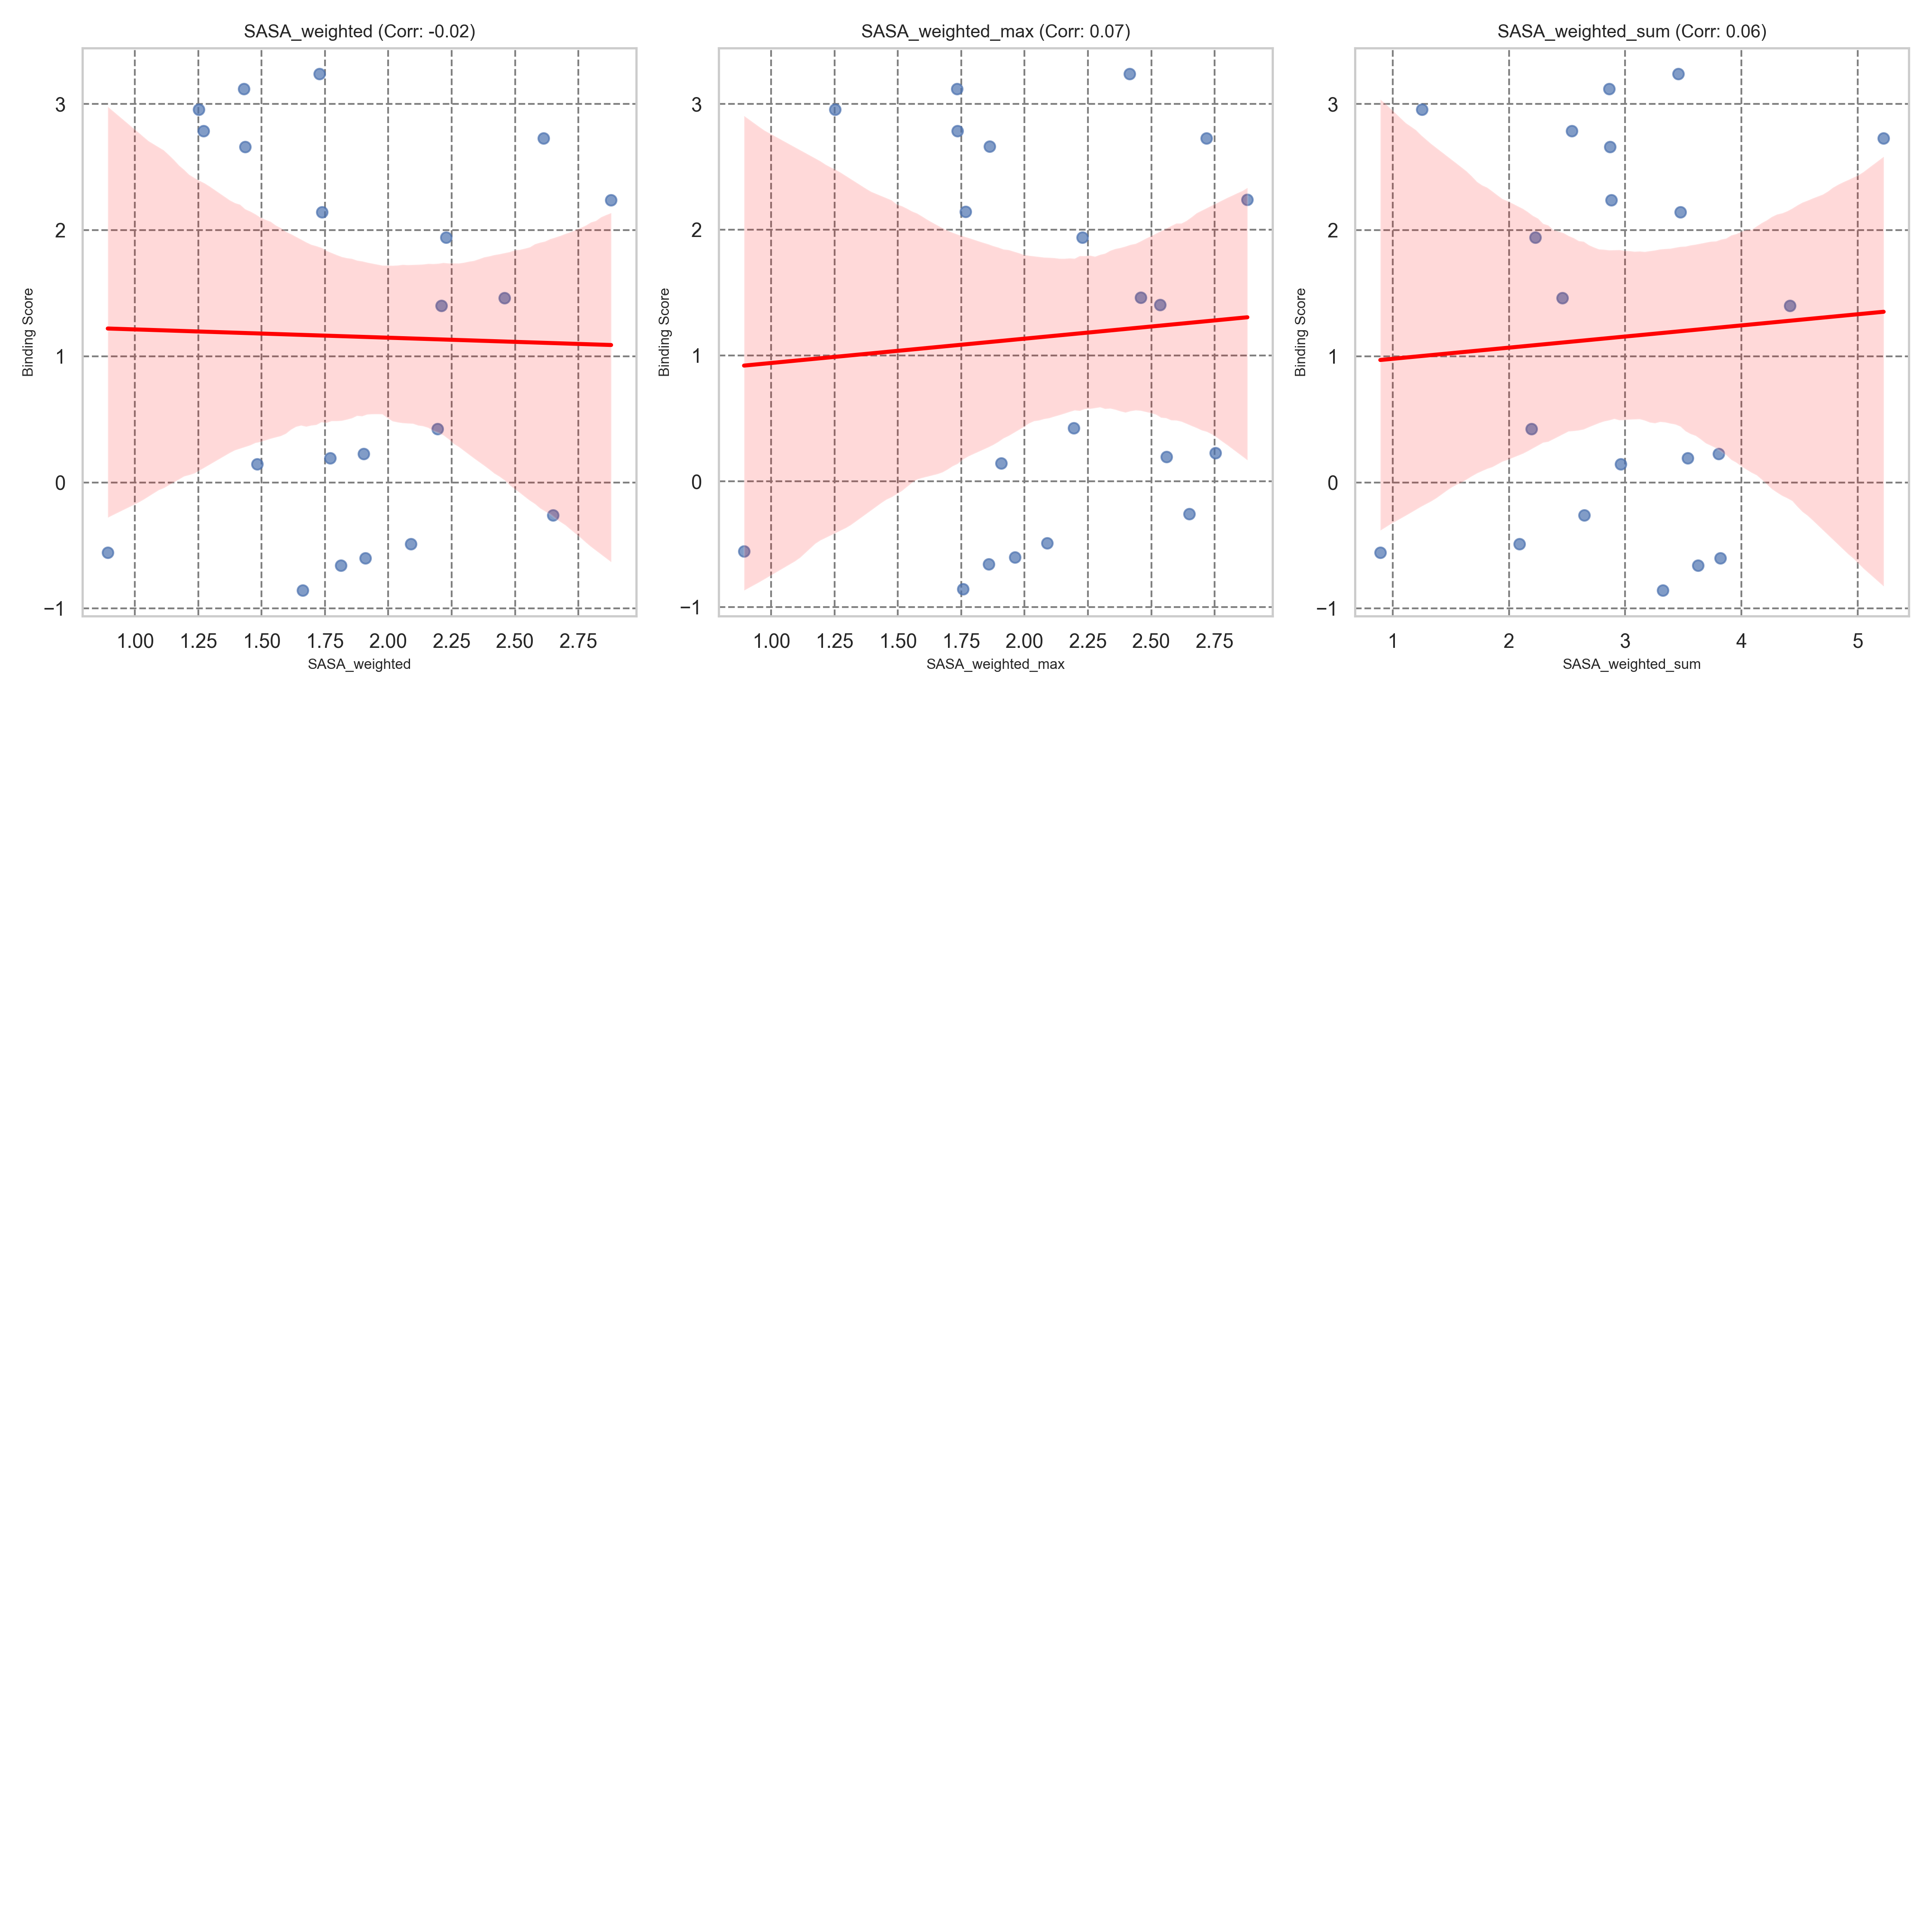 SASA_weighted (Corr: -0.02)
Binding Score
3
2
1
0
−1
1.00 1.25 1.50 1.75 2.00 2.25 2.50 2.75
SASA_weighted
SASA_weighted_max (Corr: 0.07)
Binding Score
3
2
1
0
−1
1.00 1.25 1.50 1.75 2.00 2.25 2.50 2.75
SASA_weighted_max
SASA_weighted_sum (Corr: 0.06)
Binding Score
3
2
1
0
−1
1 2 3 4 5
SASA_weighted_sum